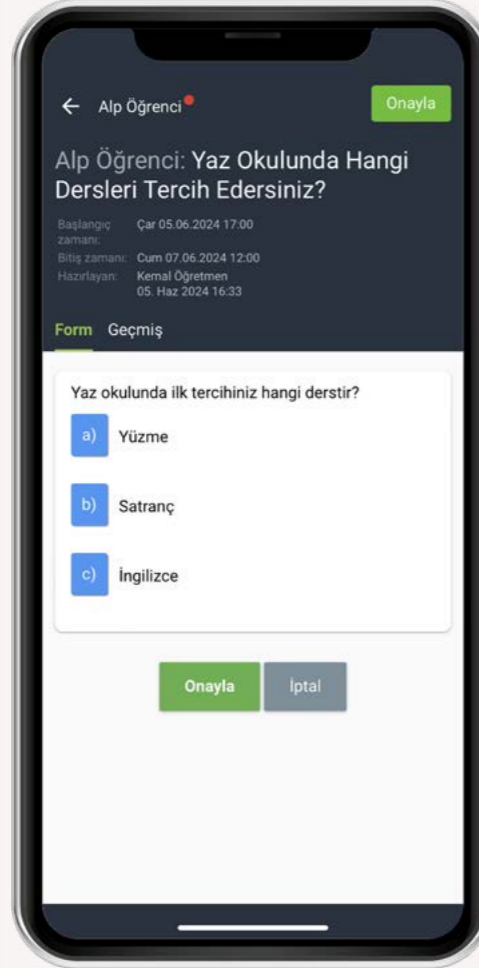 Alp Öğrenci
Onayla
Alp Öğrenci: Yaz Okulunda Hangi
Dersleri Tercih Edersiniz?
Başlangıç zamanı: Çar 05.06.2024 17:00
Bitiş zamanı: Cum 07.06.2024 12:00
Hazırlayan: Kemal Öğretmen
05. Haz 2024 16:33
Form Geçmiş
Yaz okulunda ilk tercihiniz hangi derstir?
a) Yüzme
b) Satranç
c) İngilizce
Onayla İptal